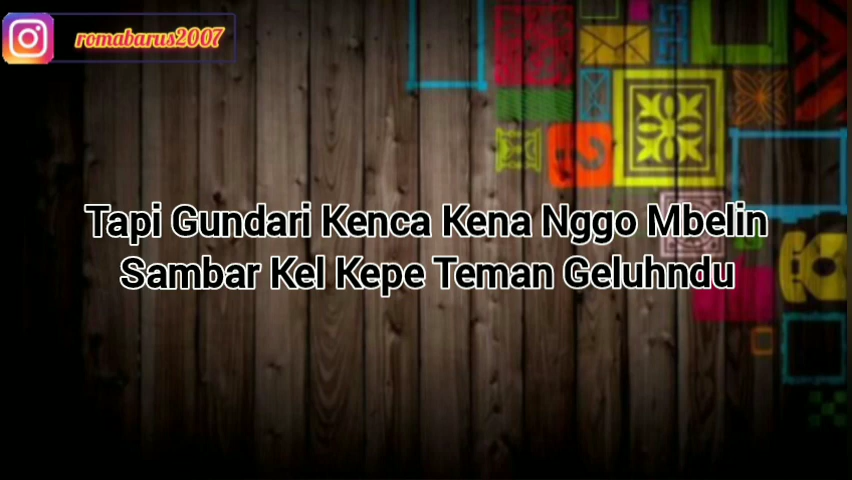 romabarus2007
Tapi Gundari Kenca Kena Nggo Mbelin
Sambar Kel Kepe Teman Geluhndu